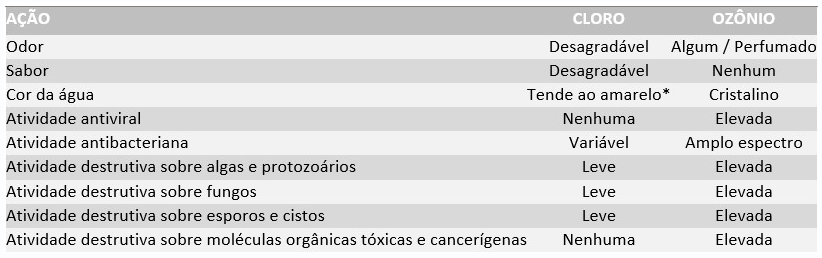 AÇÃO CLORO OZÔNIO
Odor Desagradável Algum / Perfumado
Sabor Desagradável Nenhum
Cor da água Tende ao amarelo* Cristalino
Atividade antiviral Nenhuma Elevada
Atividade antibacteriana Variável Amplo espectro
Atividade destrutiva sobre algas e protozoários Leve Elevada
Atividade destrutiva sobre fungos Leve Elevada
Atividade destrutiva sobre esporos e cistos Leve Elevada
Atividade destrutiva sobre moléculas orgânicas tóxicas e cancerígenas Nenhuma Elevada